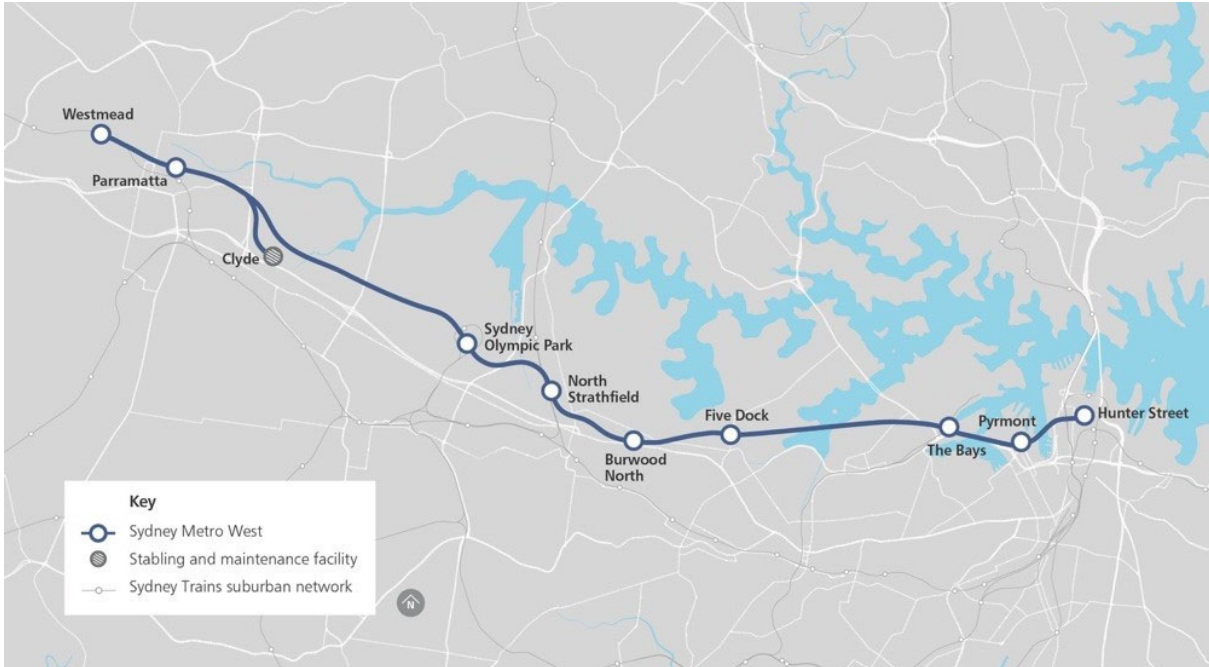 Westmead
Parramatta
Clyde
Sydney
Olympic Park
North
Strathfield
Five Dock
Burwood
North
The Bays
Pyrmont
Hunter Street
Key
Sydney Metro West
Stabling and maintenance facility
Sydney Trains suburban network
N